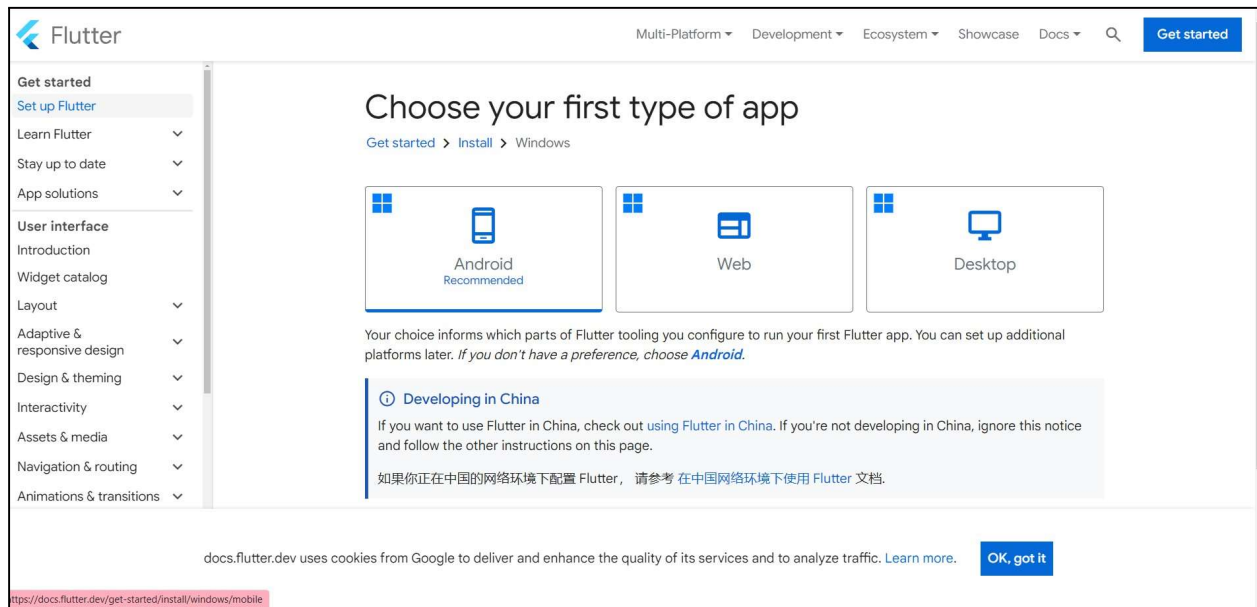 Flutter
Multi-Platform
Development
Ecosystem
Showcase
Docs
Get started
Get started
Set up Flutter
Learn Flutter
Stay up to date
App solutions
User interface
Introduction
Widget catalog
Layout
Adaptive &
responsive design
Design & theming
Interactivity
Assets & media
Navigation & routing
Animations & transitions
Choose your first type of app
Get started > Install > Windows
Android
Recommended
Web
Desktop
Your choice informs which parts of Flutter tooling you configure to run your first Flutter app. You can set up additional
platforms later. If you don't have a preference, choose Android.
Developing in China
If you want to use Flutter in China, check out using Flutter in China. If you're not developing in China, ignore this notice
and follow the other instructions on this page.
如果你正在中国的网络环境下配置 Flutter， 请参考 在中国网络环境下使用 Flutter 文档.
docs.flutter.dev uses cookies from Google to deliver and enhance the quality of its services and to analyze traffic. Learn more.
OK, got it
ttps://docs.flutter.dev/get-started/install/windows/mobile